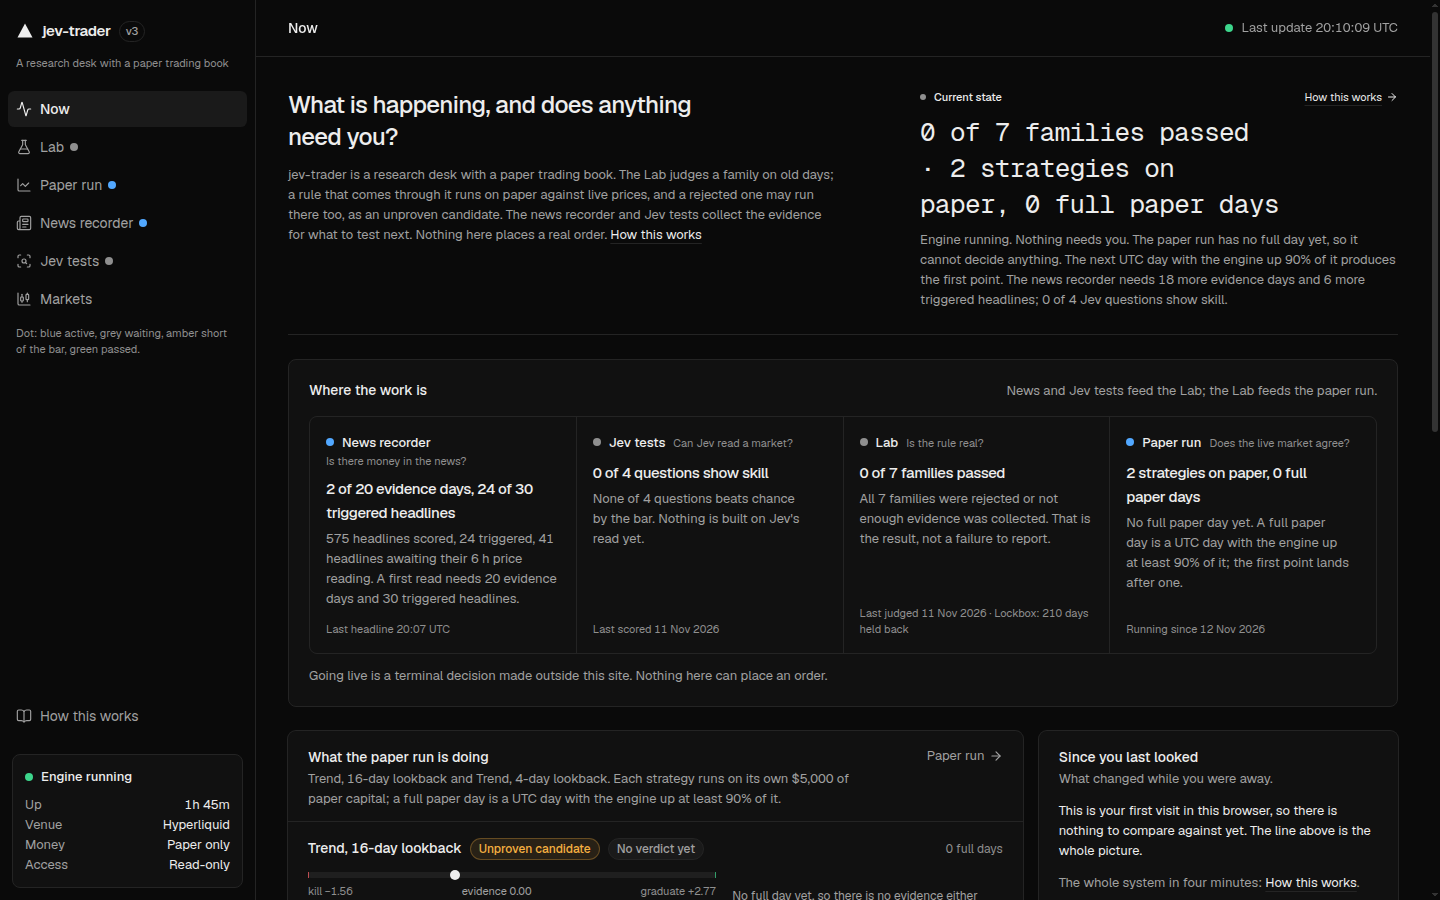 jev-trader v3
A research desk with a paper trading book
Now
Lab
Paper run
News recorder
Jev tests
Markets
Dot: blue active, grey waiting, amber short
of the bar, green passed.
How this works
Engine running
Up 1h 45m
Venue Hyperliquid
Money Paper only
Access Read-only
Now
Last update 20:10:09 UTC
What is happening, and does anything
need you?
jev-trader is a research desk with a paper trading book. The Lab judges a family on old days;
a rule that comes through it runs on paper against live prices, and a rejected one may run
there too, as an unproven candidate. The news recorder and Jev tests collect the evidence
for what to test next. Nothing here places a real order. How this works
Current state
How this works →
0 of 7 families passed
· 2 strategies on
paper, 0 full paper days
Engine running. Nothing needs you. The paper run has no full day yet, so it
cannot decide anything. The next UTC day with the engine up 90% of it produces
the first point. The news recorder needs 18 more evidence days and 6 more
triggered headlines; 0 of 4 Jev questions show skill.
Where the work is
News and Jev tests feed the Lab; the Lab feeds the paper run.
News recorder
Is there money in the news?
2 of 20 evidence days, 24 of 30
triggered headlines
575 headlines scored, 24 triggered, 41
headlines awaiting their 6 h price
reading. A first read needs 20 evidence
days and 30 triggered headlines.
Last headline 20:07 UTC
Jev tests Can Jev read a market?
0 of 4 questions show skill
None of 4 questions beats chance
by the bar. Nothing is built on Jev's
read yet.
Last scored 11 Nov 2026
Lab Is the rule real?
0 of 7 families passed
All 7 families were rejected or not
enough evidence was collected. That is
the result, not a failure to report.
Last judged 11 Nov 2026 · Lockbox: 210 days
held back
Paper run Does the live market agree?
2 strategies on paper, 0 full
paper days
No full paper day yet. A full paper
day is a UTC day with the engine up
at least 90% of it; the first point lands
after one.
Running since 12 Nov 2026
Going live is a terminal decision made outside this site. Nothing here can place an order.
What the paper run is doing
Paper run →
Trend, 16-day lookback and Trend, 4-day lookback. Each strategy runs on its own $5,000 of
paper capital; a full paper day is a UTC day with the engine up at least 90% of it.
Trend, 16-day lookback Unproven candidate No verdict yet 0 full days
kill −1.56 evidence 0.00 graduate +2.77
No full day yet, so there is no evidence either
Since you last looked
What changed while you were away.
This is your first visit in this browser, so there is
nothing to compare against yet. The line above is the
whole picture.
The whole system in four minutes: How this works.